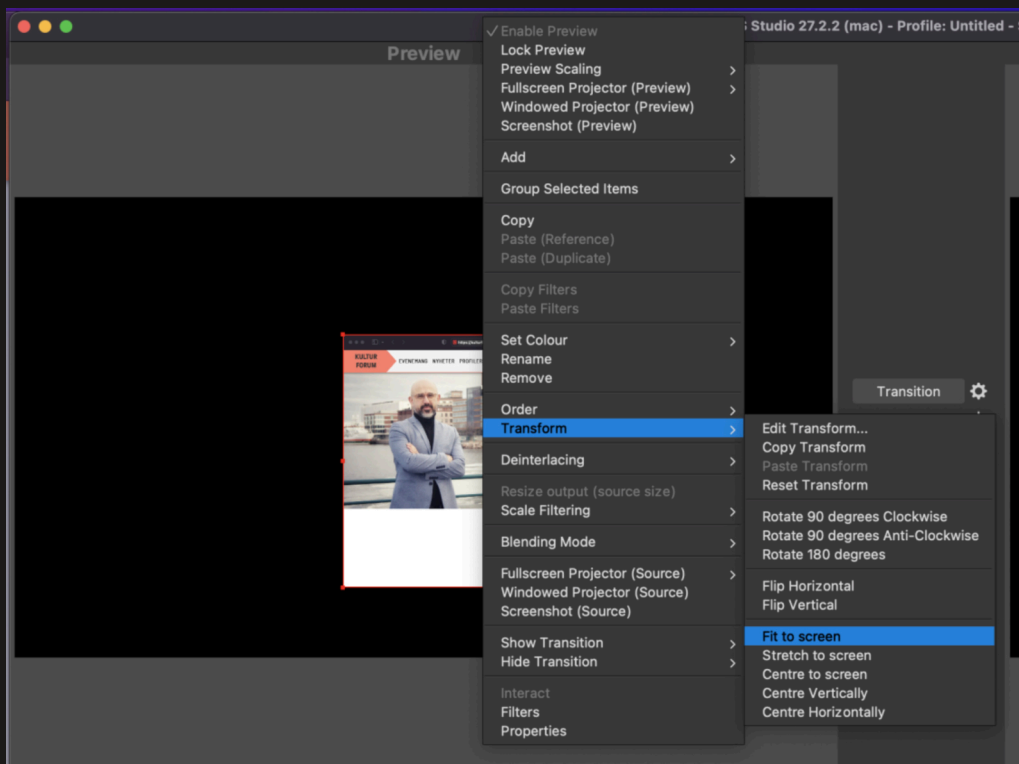 S Studio 27.2.2 (mac) - Profile: Untitled -
Preview
Enable Preview
Lock Preview
Preview Scaling
Fullscreen Projector (Preview)
Windowed Projector (Preview)
Screenshot (Preview)
Add
Group Selected Items
Copy
Paste (Reference)
Paste (Duplicate)
Copy Filters
Paste Filters
Set Colour
Rename
Remove
Order
Transform
Deinterlacing
Resize output (source size)
Scale Filtering
Blending Mode
Fullscreen Projector (Source)
Windowed Projector (Source)
Screenshot (Source)
Show Transition
Hide Transition
Interact
Filters
Properties
KULTUR
FORUM
EVENEMANG NYHETER PROFILER
Transition
Edit Transform...
Copy Transform
Paste Transform
Reset Transform
Rotate 90 degrees Clockwise
Rotate 90 degrees Anti-Clockwise
Rotate 180 degrees
Flip Horizontal
Flip Vertical
Fit to screen
Stretch to screen
Centre to screen
Centre Vertically
Centre Horizontally